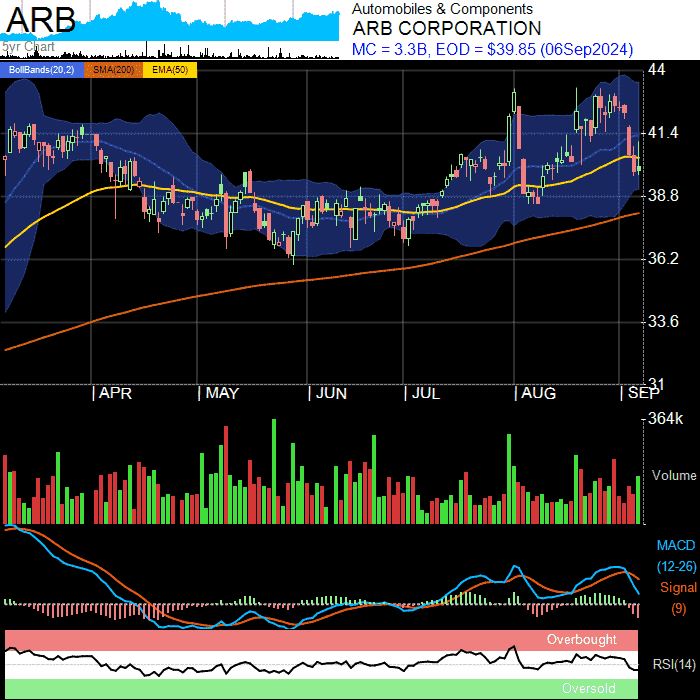 ARB
5yr Chart
Automobiles & Components
ARB CORPORATION
MC = 3.3B, EOD = $39.85 (06Sep2024)
BollBands(20,2) SMA(200) EMA(50)
44
41.4
38.8
36.2
33.6
31
APR MAY JUN JUL AUG SEP
364k
Volume
MACD
(12-26)
Signal
(9)
Overbought
RSI(14)
Oversold